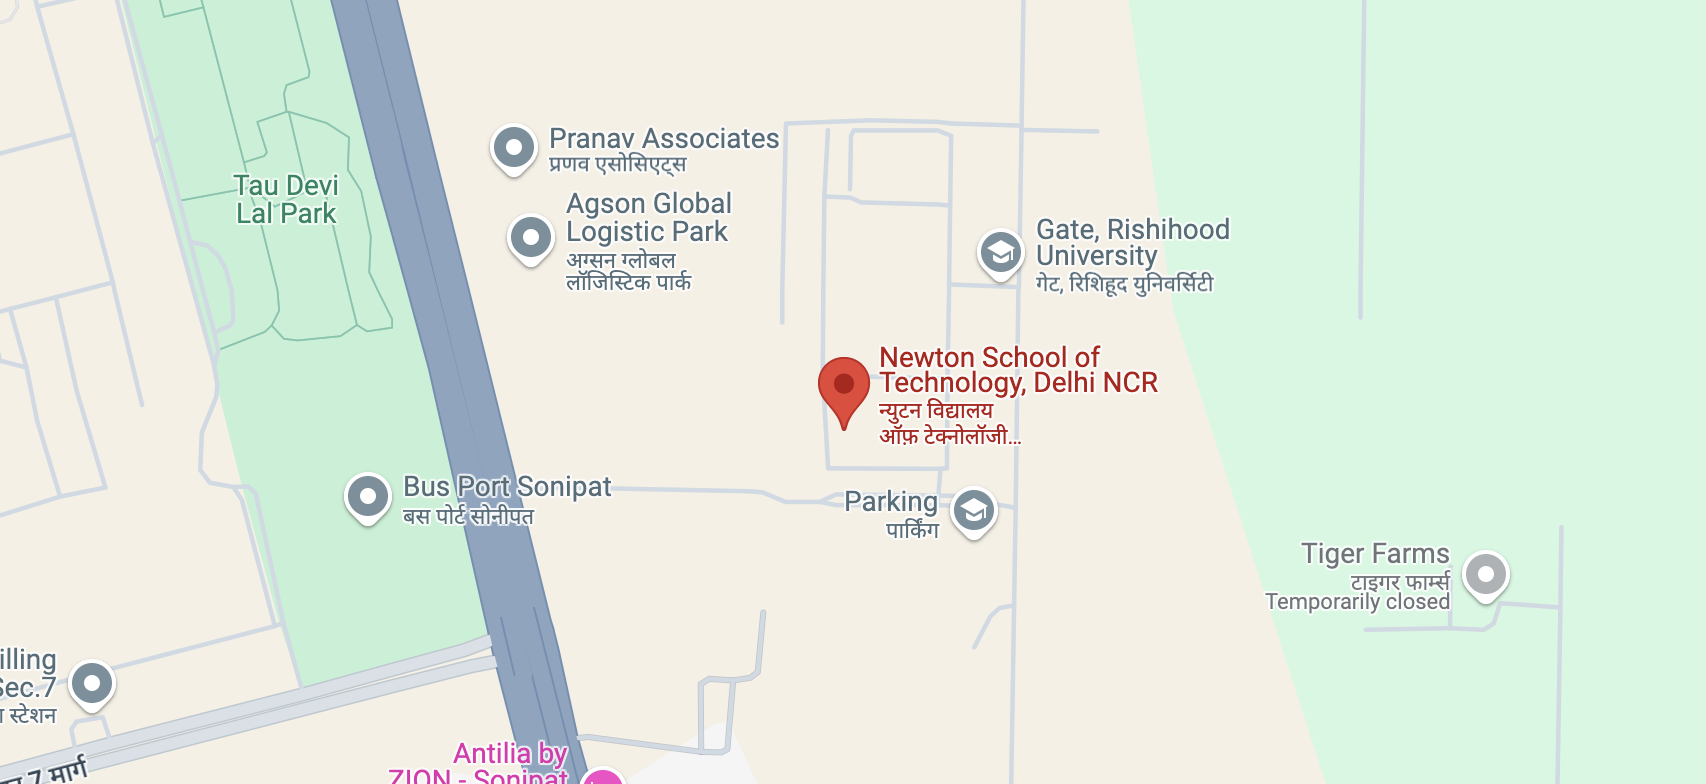 Pranav Associates
प्रणव एसोसिएट्स
Tau Devi
Lal Park
Agson Global
Logistic Park
अग्सन ग्लोबल
लॉजिस्टिक पार्क
Gate, Rishihood
University
गेट, रिशिहूद युनिवर्सिटी
Newton School of
Technology, Delhi NCR
न्युटन विद्यालय
ऑफ़ टेक्नोलॉजी…
Bus Port Sonipat
बस पोर्ट सोनीपत
Parking
पार्किंग
Tiger Farms
टाइगर फार्म्स
Temporarily closed
illing
Sec.7
स्टेशन
7 मार्ग
Antilia by
ZION - Sonipat